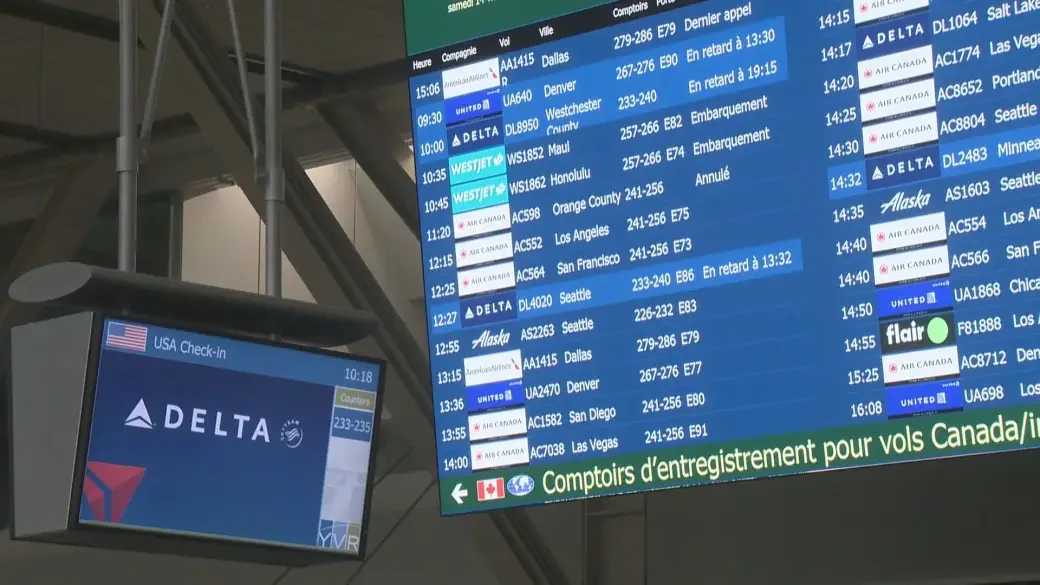 samedi
Heure Compagnie Vol Ville Comptoirs
15:06 American Airlines AA1415 Dallas 279-286 E79 Dernier appel
R
09:30 UNITED UA640 Denver 267-276 E90 En retard à 13:30
10:00 DELTA DL8950 Westchester 233-240 En retard à 19:15
County
10:35 WESTJET WS1852 Maui 257-266 E82 Embarquement
10:45 WESTJET WS1862 Honolulu 257-266 E74 Embarquement
11:20 AIR CANADA AC598 Orange County 241-256 Annulé
12:15 AIR CANADA AC552 Los Angeles 241-256 E75
12:25 AIR CANADA AC564 San Francisco 241-256 E73
12:27 DELTA DL4020 Seattle 233-240 E86 En retard à 13:32
12:55 Alaska AS2263 Seattle 226-232 E83
13:15 American Airlines AA1415 Dallas 279-286 E79
13:36 UNITED UA2470 Denver 267-276 E77
13:55 AIR CANADA AC1582 San Diego 241-256 E80
14:00 AIR CANADA AC7038 Las Vegas 241-256 E91
14:15 AIR CANADA
14:17 DELTA DL1064 Salt Lake
14:20 AIR CANADA AC1774 Las Vega
14:25 AIR CANADA AC8652 Portland
14:30 AIR CANADA AC8804 Seattle
14:32 DELTA DL2483 Minnea
14:35 Alaska AS1603 Seattle
14:40 AIR CANADA AC554 Los An
14:40 AIR CANADA AC566 San F
14:50 UNITED UA1868 Chica
14:55 flair F81888 Los
15:25 AIR CANADA AC8712 Den
16:08 UNITED UA698 Los
Comptoirs d'enregistrement pour vols Canada/in
USA Check-in
10:18
DELTA
Counters
233-235
YVR